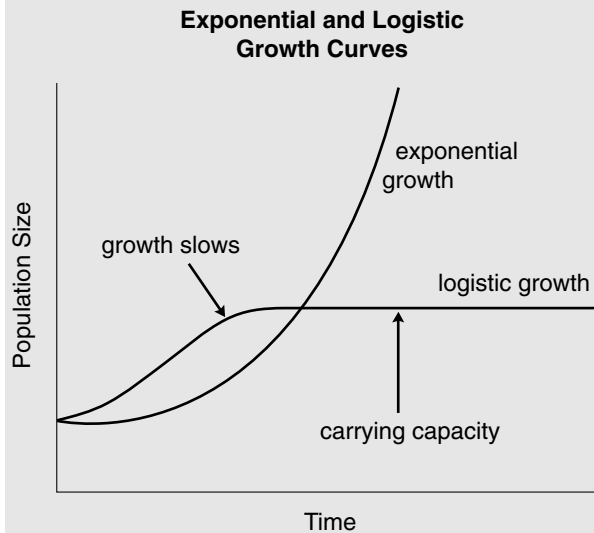 Exponential and Logistic
Growth Curves
exponential
growth
growth slows
logistic growth
Population Size
carrying capacity
Time